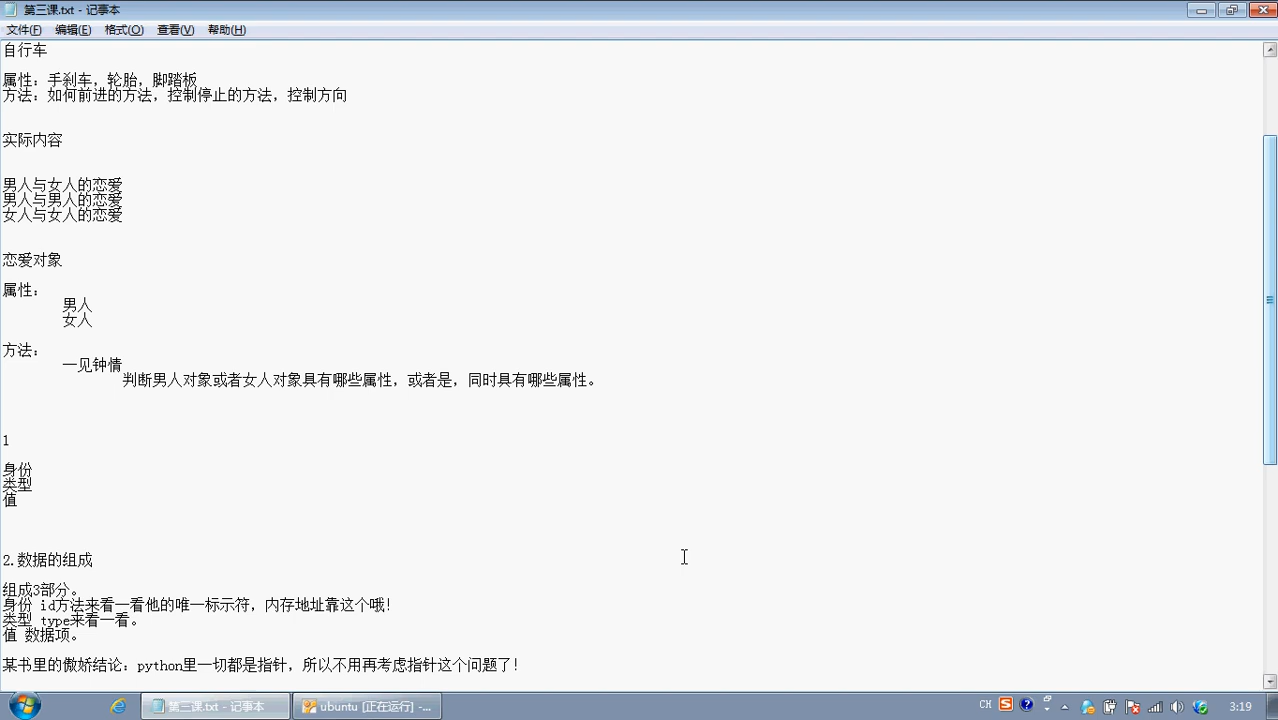 第三课.txt - 记事本
文件(F) 编辑(E) 格式(O) 查看(V) 帮助(H)
自行车
属性：手刹车，轮胎，脚踏板
方法：如何前进的方法，控制停止的方法，控制方向
实际内容
男人与女人的恋爱
男人与男人的恋爱
女人与女人的恋爱
恋爱对象
属性：
男人
女人
方法：
一见钟情
判断男人对象或者女人对象具有哪些属性，或者是，同时具有哪些属性。
1
身份
类型
值
2.数据的组成
组成3部分。
身份 id方法来看一看他的唯一标示符，内存地址靠这个哦！
类型 type来看一看。
值 数据项。
某书里的傲娇结论：python里一切都是指针，所以不用再考虑指针这个问题了！
第三课.txt - 记事本 ubuntu [正在运行] -... CH 3:19